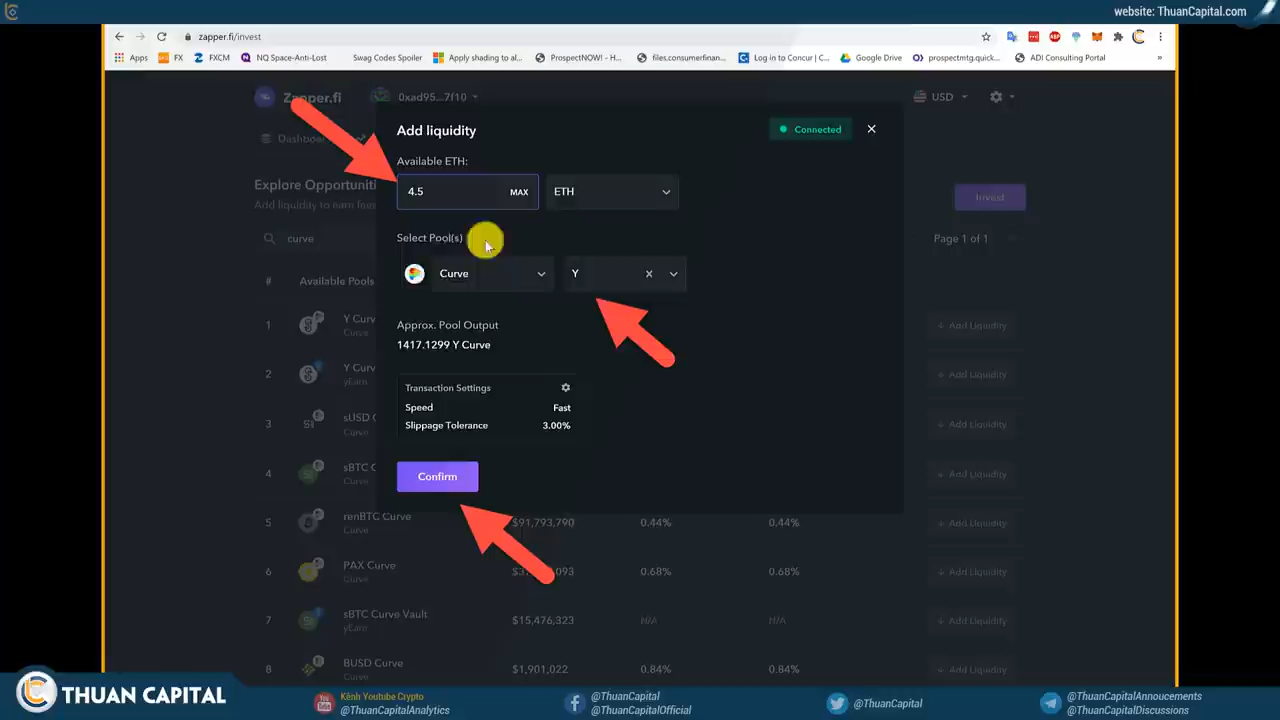 website: ThuanCapital.com
zapper.fi/invest
Apps FX FXCM NQ Space-Anti-Lost Swag Codes Spoiler Apply shading to al... ProspectNOW! - H... files.consumerfinan... Log in to Concur | C... Google Drive prospectmtg.quick... ADI Consulting Portal »
Zapper.fi 0xad95...7f10 USD
Add liquidity Connected
Dashboa
Available ETH:
Explore Opportuniti
4.5 MAX ETH Invest
Add liquidity to earn fees
curve Select Pool(s) Page 1 of 1
# Available Pools Curve Y
1 Y Curv Add Liquidity
Curve
Approx. Pool Output
1417.1299 Y Curve
2 Y Curv Add Liquidity
yEarn
Transaction Settings
Speed Fast
Slippage Tolerance 3.00%
3 sUSD C Add Liquidity
Curve
4 sBTC C Add Liquidity
Curve
Confirm
5 renBTC Curve $91,793,790 0.44% 0.44% Add Liquidity
Curve
6 PAX Curve 093 0.68% 0.68% Add Liquidity
Curve
7 sBTC Curve Vault $15,476,323 N/A N/A Add Liquidity
yEarn
8 BUSD Curve $1,901,022 0.84% 0.84% Add Liquidity
Curve
THUAN CAPITAL
Kênh Youtube Crypto
@ThuanCapitalAnalytics
@ThuanCapital
@ThuanCapitalOfficial
@ThuanCapital
@ThuanCapitalAnnoucements
@ThuanCapitalDiscussions